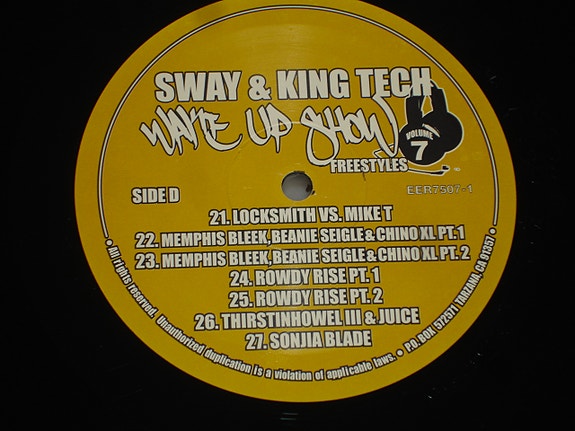 SWAY & KING TECH
WAKE UP SHOW
VOLUME
7
FREESTYLES
SIDE D
EER7507-1
21. LOCKSMITH VS. MIKE T
22. MEMPHIS BLEEK, BEANIE SEIGLE & CHINO XL PT. 1
23. MEMPHIS BLEEK, BEANIE SEIGLE & CHINO XL PT. 2
24. ROWDY RISE PT. 1
25. ROWDY RISE PT. 2
26. THIRSTINHOWEL III & JUICE
27. SONJIA BLADE
• All rights reserved. Unauthorized duplication is a violation of applicable laws. • P.O. BOX 572571 TARZANA, CA 91357 •